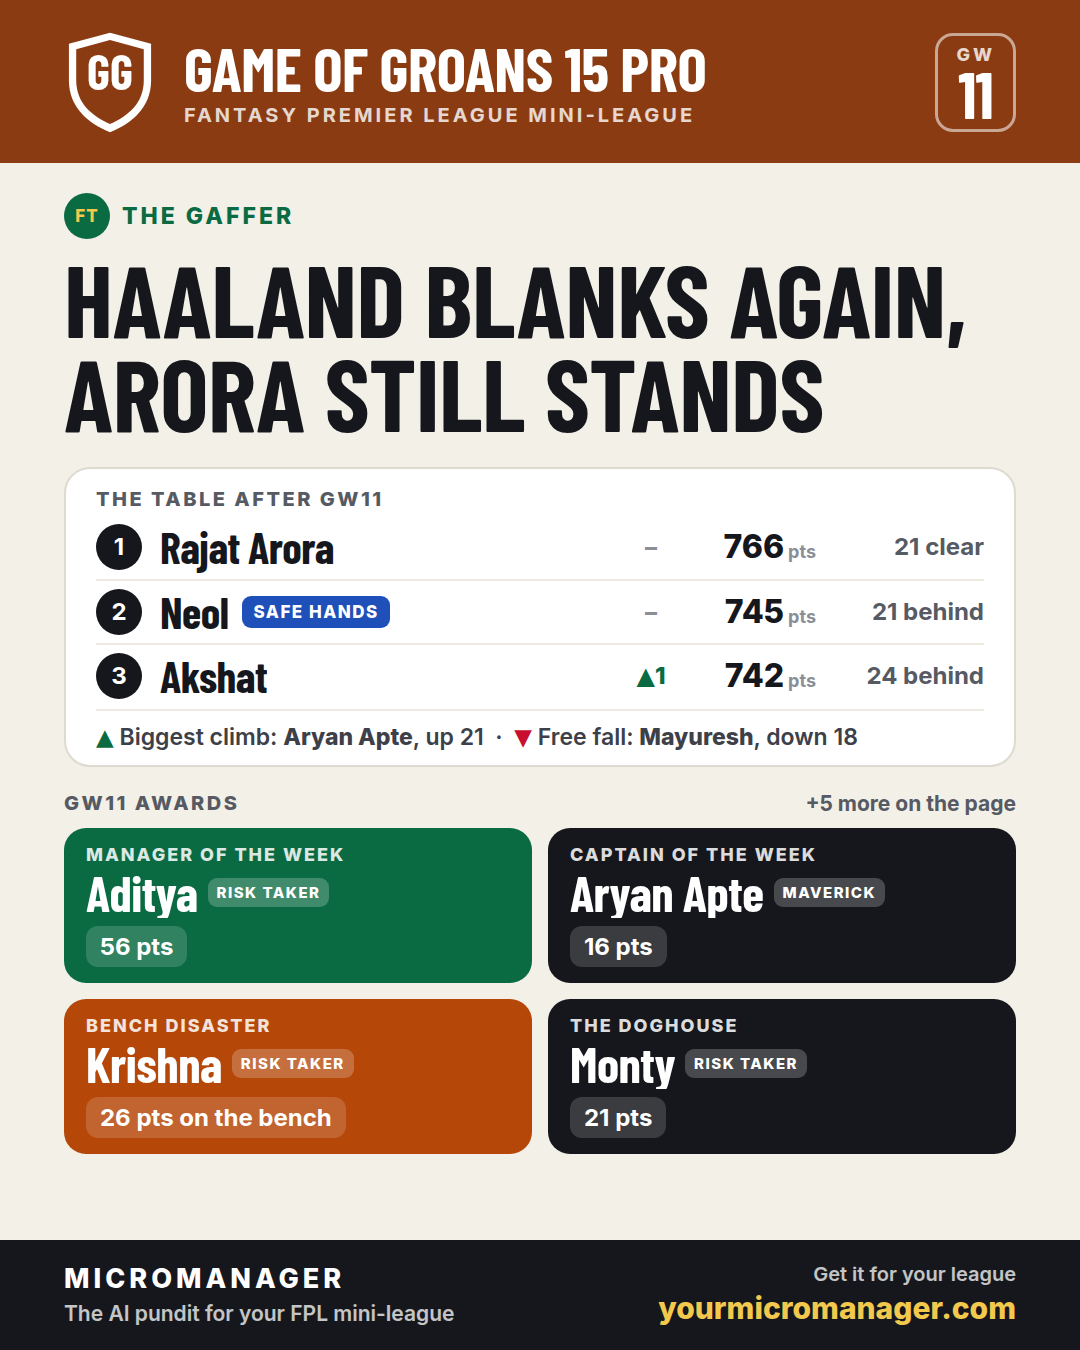 GG
GAME OF GROANS 15 PRO
FANTASY PREMIER LEAGUE MINI-LEAGUE
GW
11
FT
THE GAFFER
HAALAND BLANKS AGAIN,
ARORA STILL STANDS
THE TABLE AFTER GW11
1 Rajat Arora – 766 pts 21 clear
2 Neol SAFE HANDS – 745 pts 21 behind
3 Akshat ▲1 742 pts 24 behind
▲ Biggest climb: Aryan Apte, up 21 · ▼ Free fall: Mayuresh, down 18
GW11 AWARDS
+5 more on the page
MANAGER OF THE WEEK
Aditya RISK TAKER
56 pts
CAPTAIN OF THE WEEK
Aryan Apte MAVERICK
16 pts
BENCH DISASTER
Krishna RISK TAKER
26 pts on the bench
THE DOGHOUSE
Monty RISK TAKER
21 pts
MICROMANAGER
The AI pundit for your FPL mini-league
Get it for your league
yourmicromanager.com